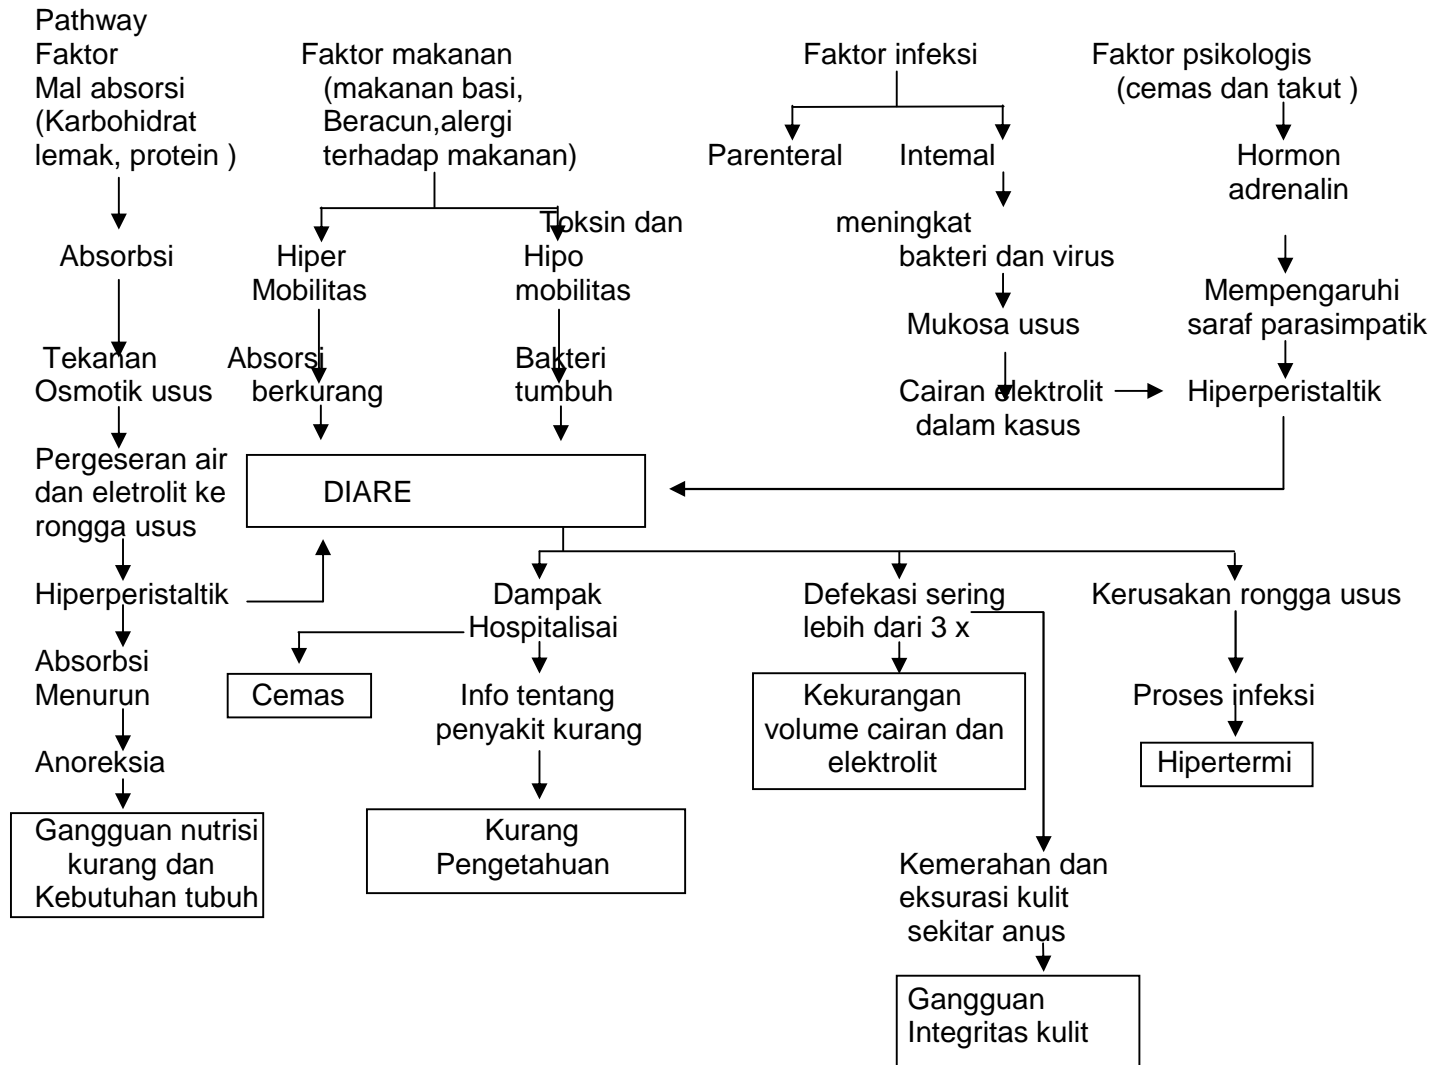 Pathway
Faktor
Mal absorsi
(Karbohidrat
lemak, protein )
Faktor makanan
(makanan basi,
Beracun,alergi
terhadap makanan)
Faktor infeksi
Faktor psikologis
(cemas dan takut )
Parenteral
Intemal
Hormon
adrenalin
Toksin dan
meningkat
Absorbsi
Hiper
Mobilitas
Hipo
mobilitas
bakteri dan virus
Mempengaruhi
saraf parasimpatik
Mukosa usus
Tekanan
Osmotik usus
Absorsi
berkurang
Bakteri
tumbuh
Cairan elektrolit
dalam kasus
Hiperperistaltik
Pergeseran air
dan eletrolit ke
rongga usus
DIARE
Hiperperistaltik
Dampak
Hospitalisai
Defekasi sering
lebih dari 3 x
Kerusakan rongga usus
Absorbsi
Menurun
Cemas
Info tentang
penyakit kurang
Kekurangan
volume cairan dan
elektrolit
Proses infeksi
Anoreksia
Hipertermi
Gangguan nutrisi
kurang dan
Kebutuhan tubuh
Kurang
Pengetahuan
Kemerahan dan
eksurasi kulit
sekitar anus
Gangguan
Integritas kulit